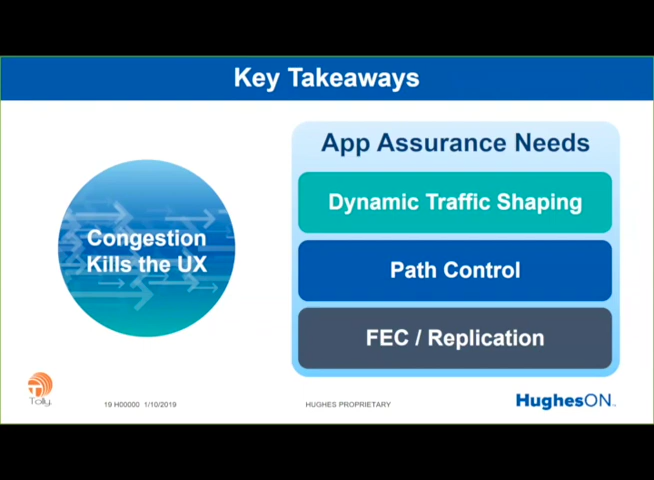 Key Takeaways
Congestion
Kills the UX
App Assurance Needs
Dynamic Traffic Shaping
Path Control
FEC / Replication
Tolly
19 H00000 1/10/2019
HUGHES PROPRIETARY
HughesON™